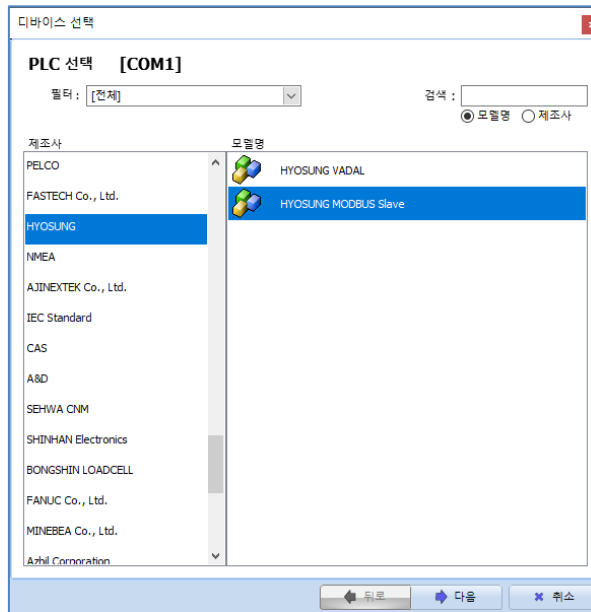 디바이스 선택
PLC 선택 [COM1]
필터 : [전체]
검색 :
모델명 제조사
제조사
모델명
PELCO
FASTECH Co., Ltd.
HYOSUNG
NMEA
AJINEXTEK Co., Ltd.
IEC Standard
CAS
A&D
SEHWA CNM
SHINHAN Electronics
BONGSHIN LOADCELL
FANUC Co., Ltd.
MINEBEA Co., Ltd.
Azbil Corporation
HYOSUNG VADAL
HYOSUNG MODBUS Slave
뒤로 다음 취소